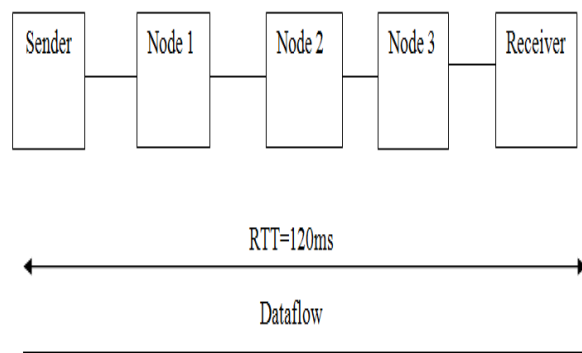 Sender
Node 1
Node 2
Node 3
Receiver
RTT=120ms
Dataflow